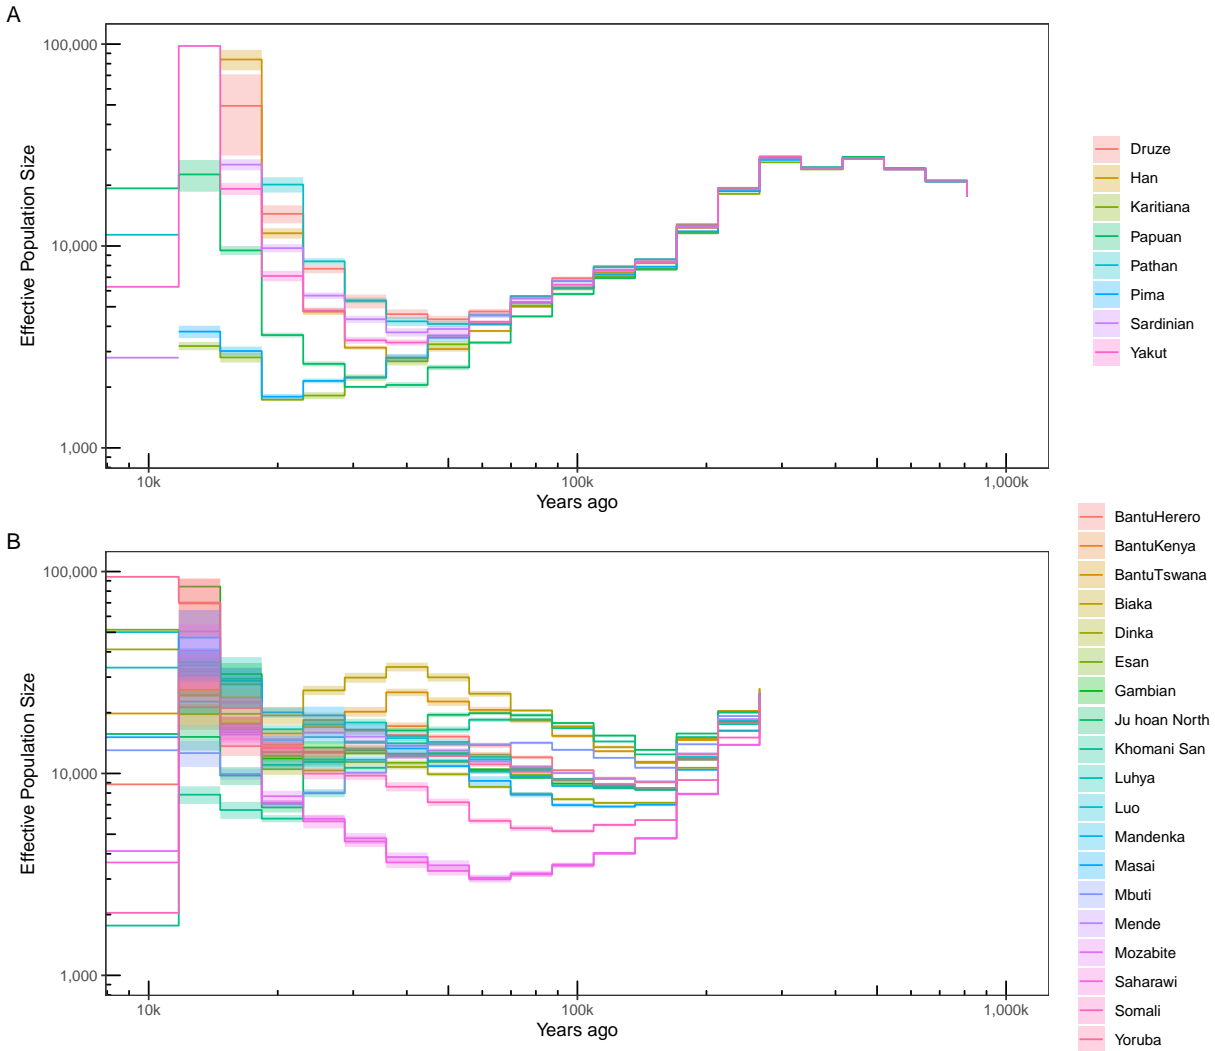 A
100,000
10,000
1,000
Effective Population Size
10k
100k
1,000k
Years ago
Druze
Han
Karitiana
Papuan
Pathan
Pima
Sardinian
Yakut
B
100,000
10,000
1,000
Effective Population Size
10k
100k
1,000k
Years ago
BantuHerero
BantuKenya
BantuTswana
Biaka
Dinka
Esan
Gambian
Ju hoan North
Khomani San
Luhya
Luo
Mandenka
Masai
Mbuti
Mende
Mozabite
Saharawi
Somali
Yoruba